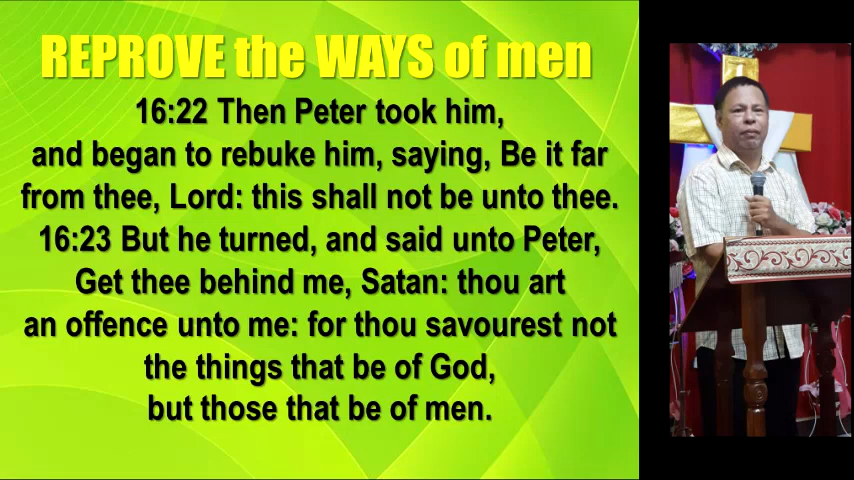 REPROVE the WAYS of men
16:22 Then Peter took him,
and began to rebuke him, saying, Be it far
from thee, Lord: this shall not be unto thee.
16:23 But he turned, and said unto Peter,
Get thee behind me, Satan: thou art
an offence unto me: for thou savourest not
the things that be of God,
but those that be of men.